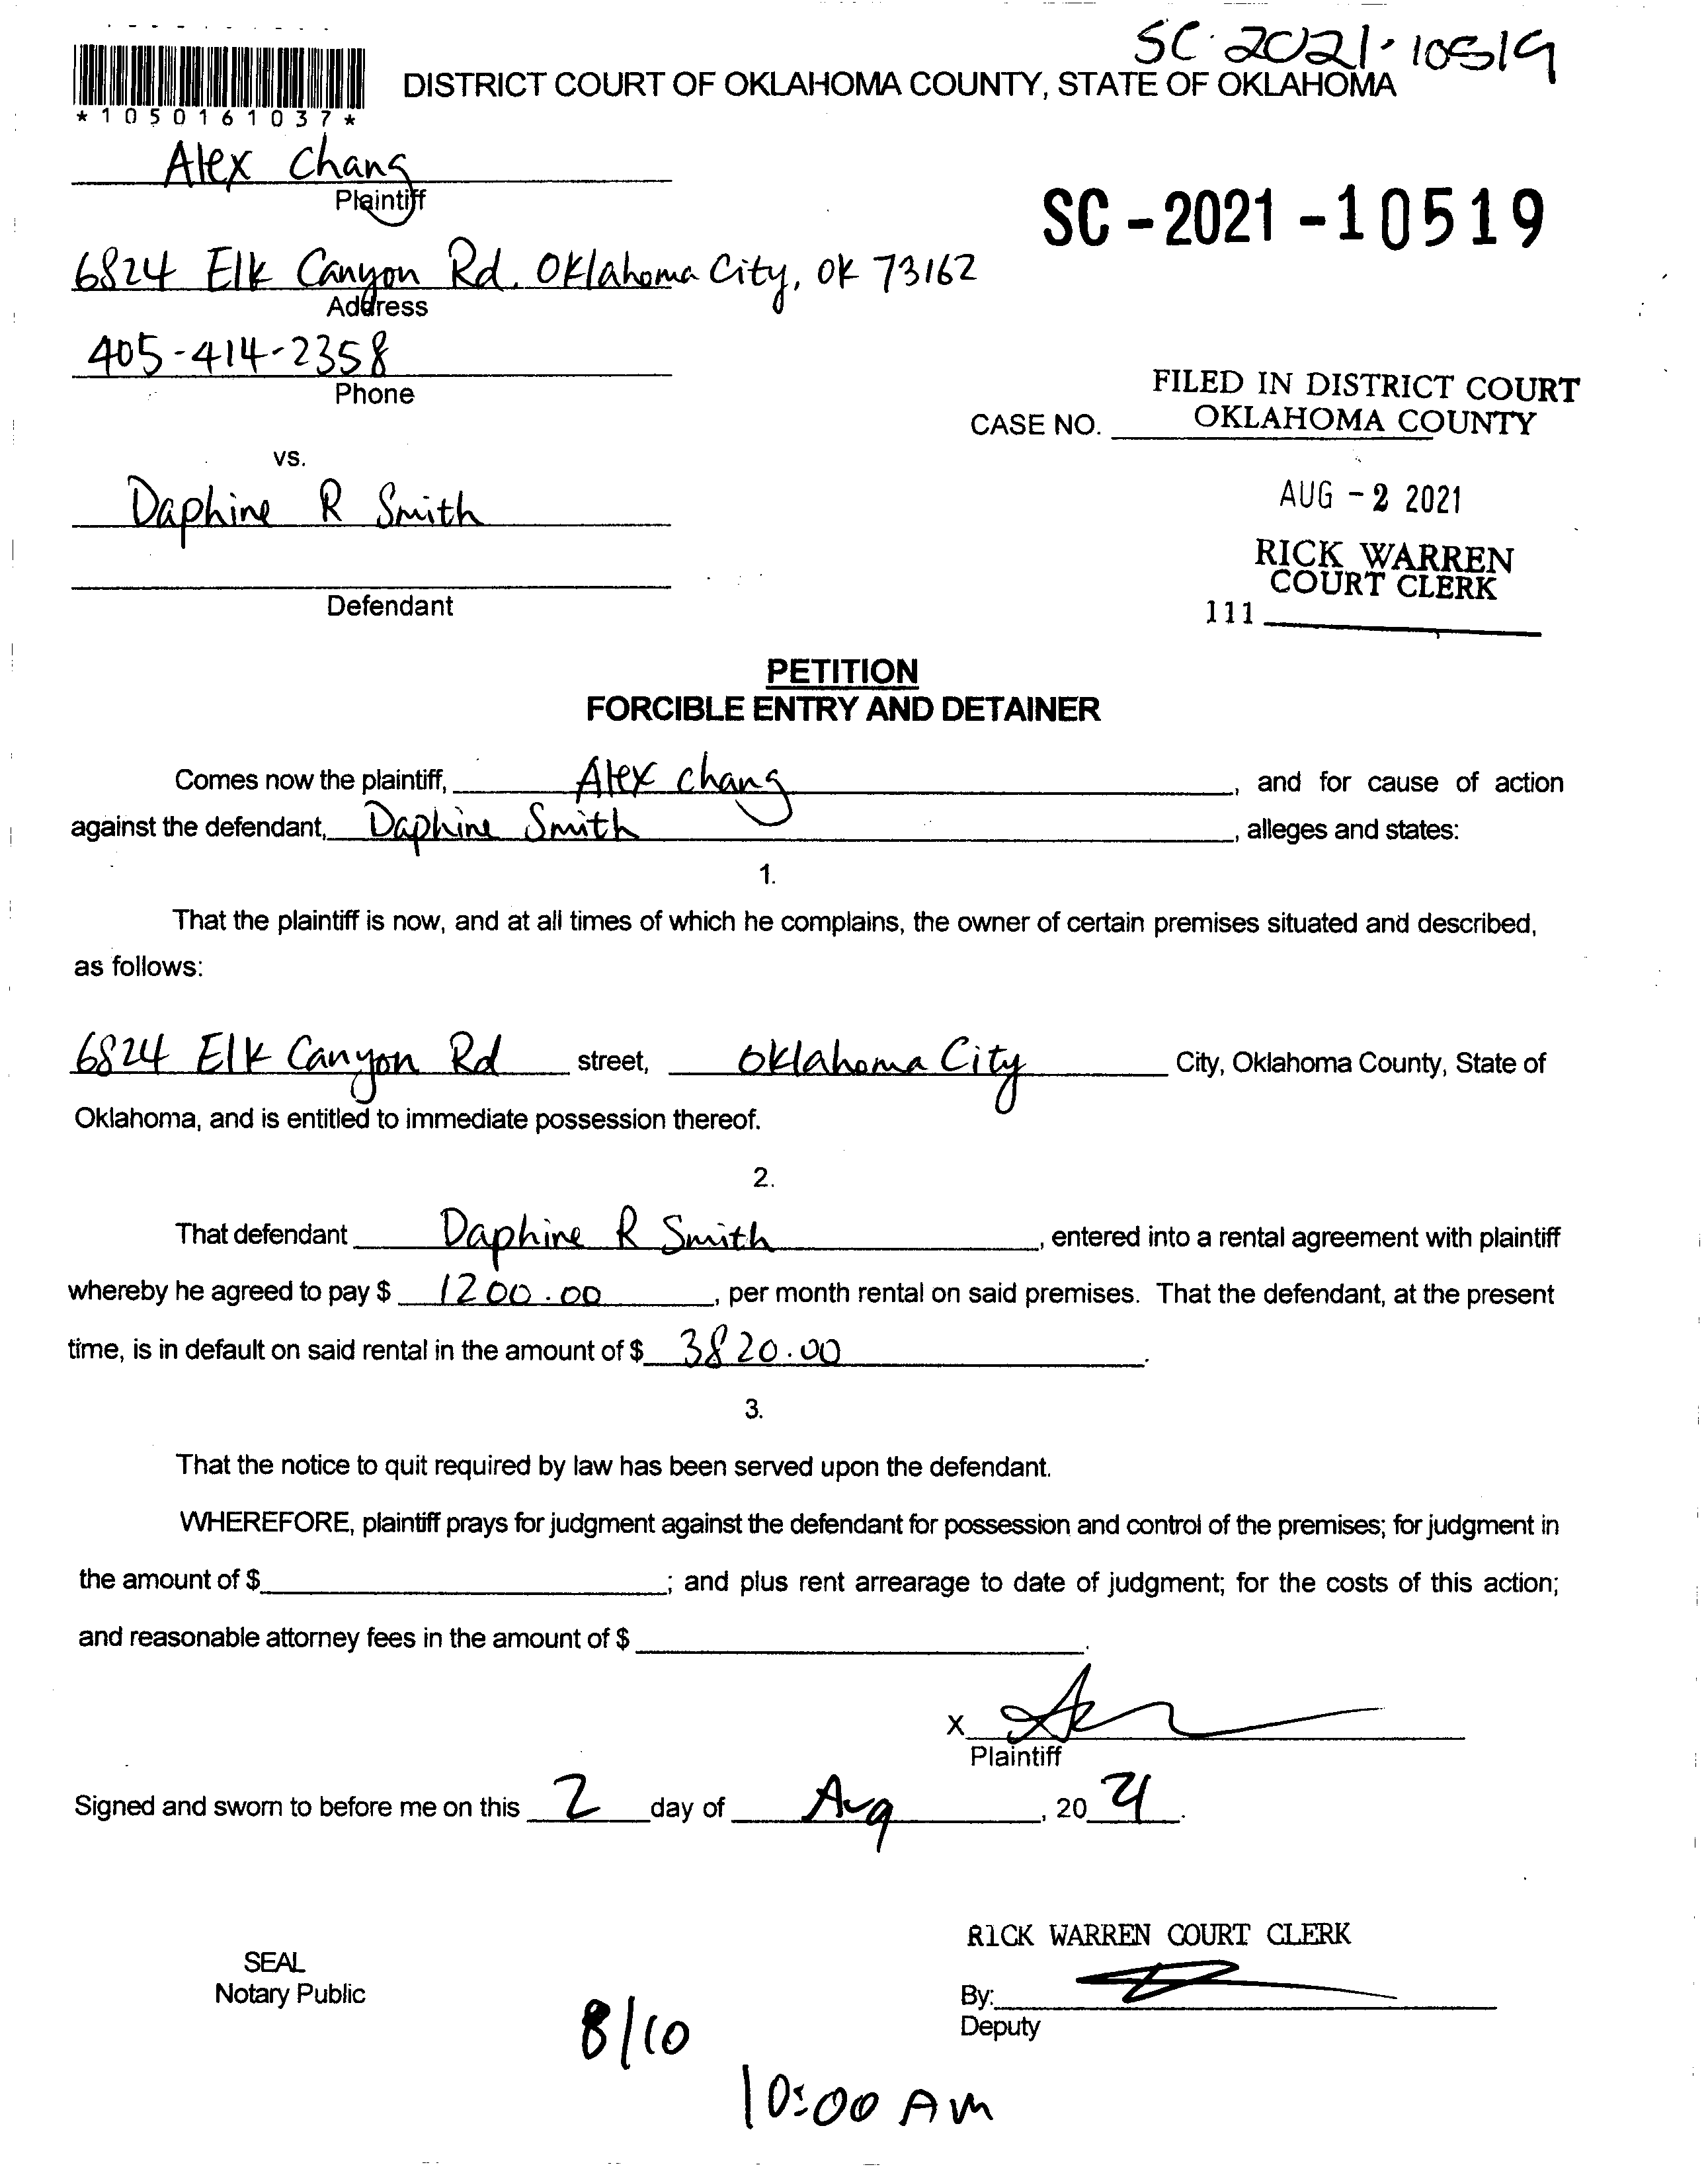 SC-2021-10519
DISTRICT COURT OF OKLAHOMA COUNTY, STATE OF OKLAHOMA
*1050161037*
Alex Chang
Plaintiff
SC-2021-10519
6824 Elk Canyon Rd. Oklahoma City, OK 73162
Address
405-414-2358
Phone
FILED IN DISTRICT COURT
CASE NO. OKLAHOMA COUNTY
vs.
AUG -2 2021
Daphine R Smith
RICK WARREN
COURT CLERK
Defendant
111
PETITION
FORCIBLE ENTRY AND DETAINER
Comes now the plaintiff, Alex Chang, and for cause of action
against the defendant, Daphine Smith, alleges and states:
1.
That the plaintiff is now, and at all times of which he complains, the owner of certain premises situated and described,
as follows:
6824 Elk Canyon Rd street, Oklahoma City City, Oklahoma County, State of
Oklahoma, and is entitled to immediate possession thereof.
2.
That defendant Daphine R Smith, entered into a rental agreement with plaintiff
whereby he agreed to pay $ 1200.00, per month rental on said premises. That the defendant, at the present
time, is in default on said rental in the amount of $ 3820.00.
3.
That the notice to quit required by law has been served upon the defendant.
WHEREFORE, plaintiff prays for judgment against the defendant for possession and control of the premises; for judgment in
the amount of $; and plus rent arrearage to date of judgment; for the costs of this action;
and reasonable attorney fees in the amount of $.
X
Plaintiff
Signed and sworn to before me on this 2 day of Aug, 2021.
RICK WARREN COURT CLERK
SEAL
Notary Public
By:
Deputy
8/10
10:00 AM